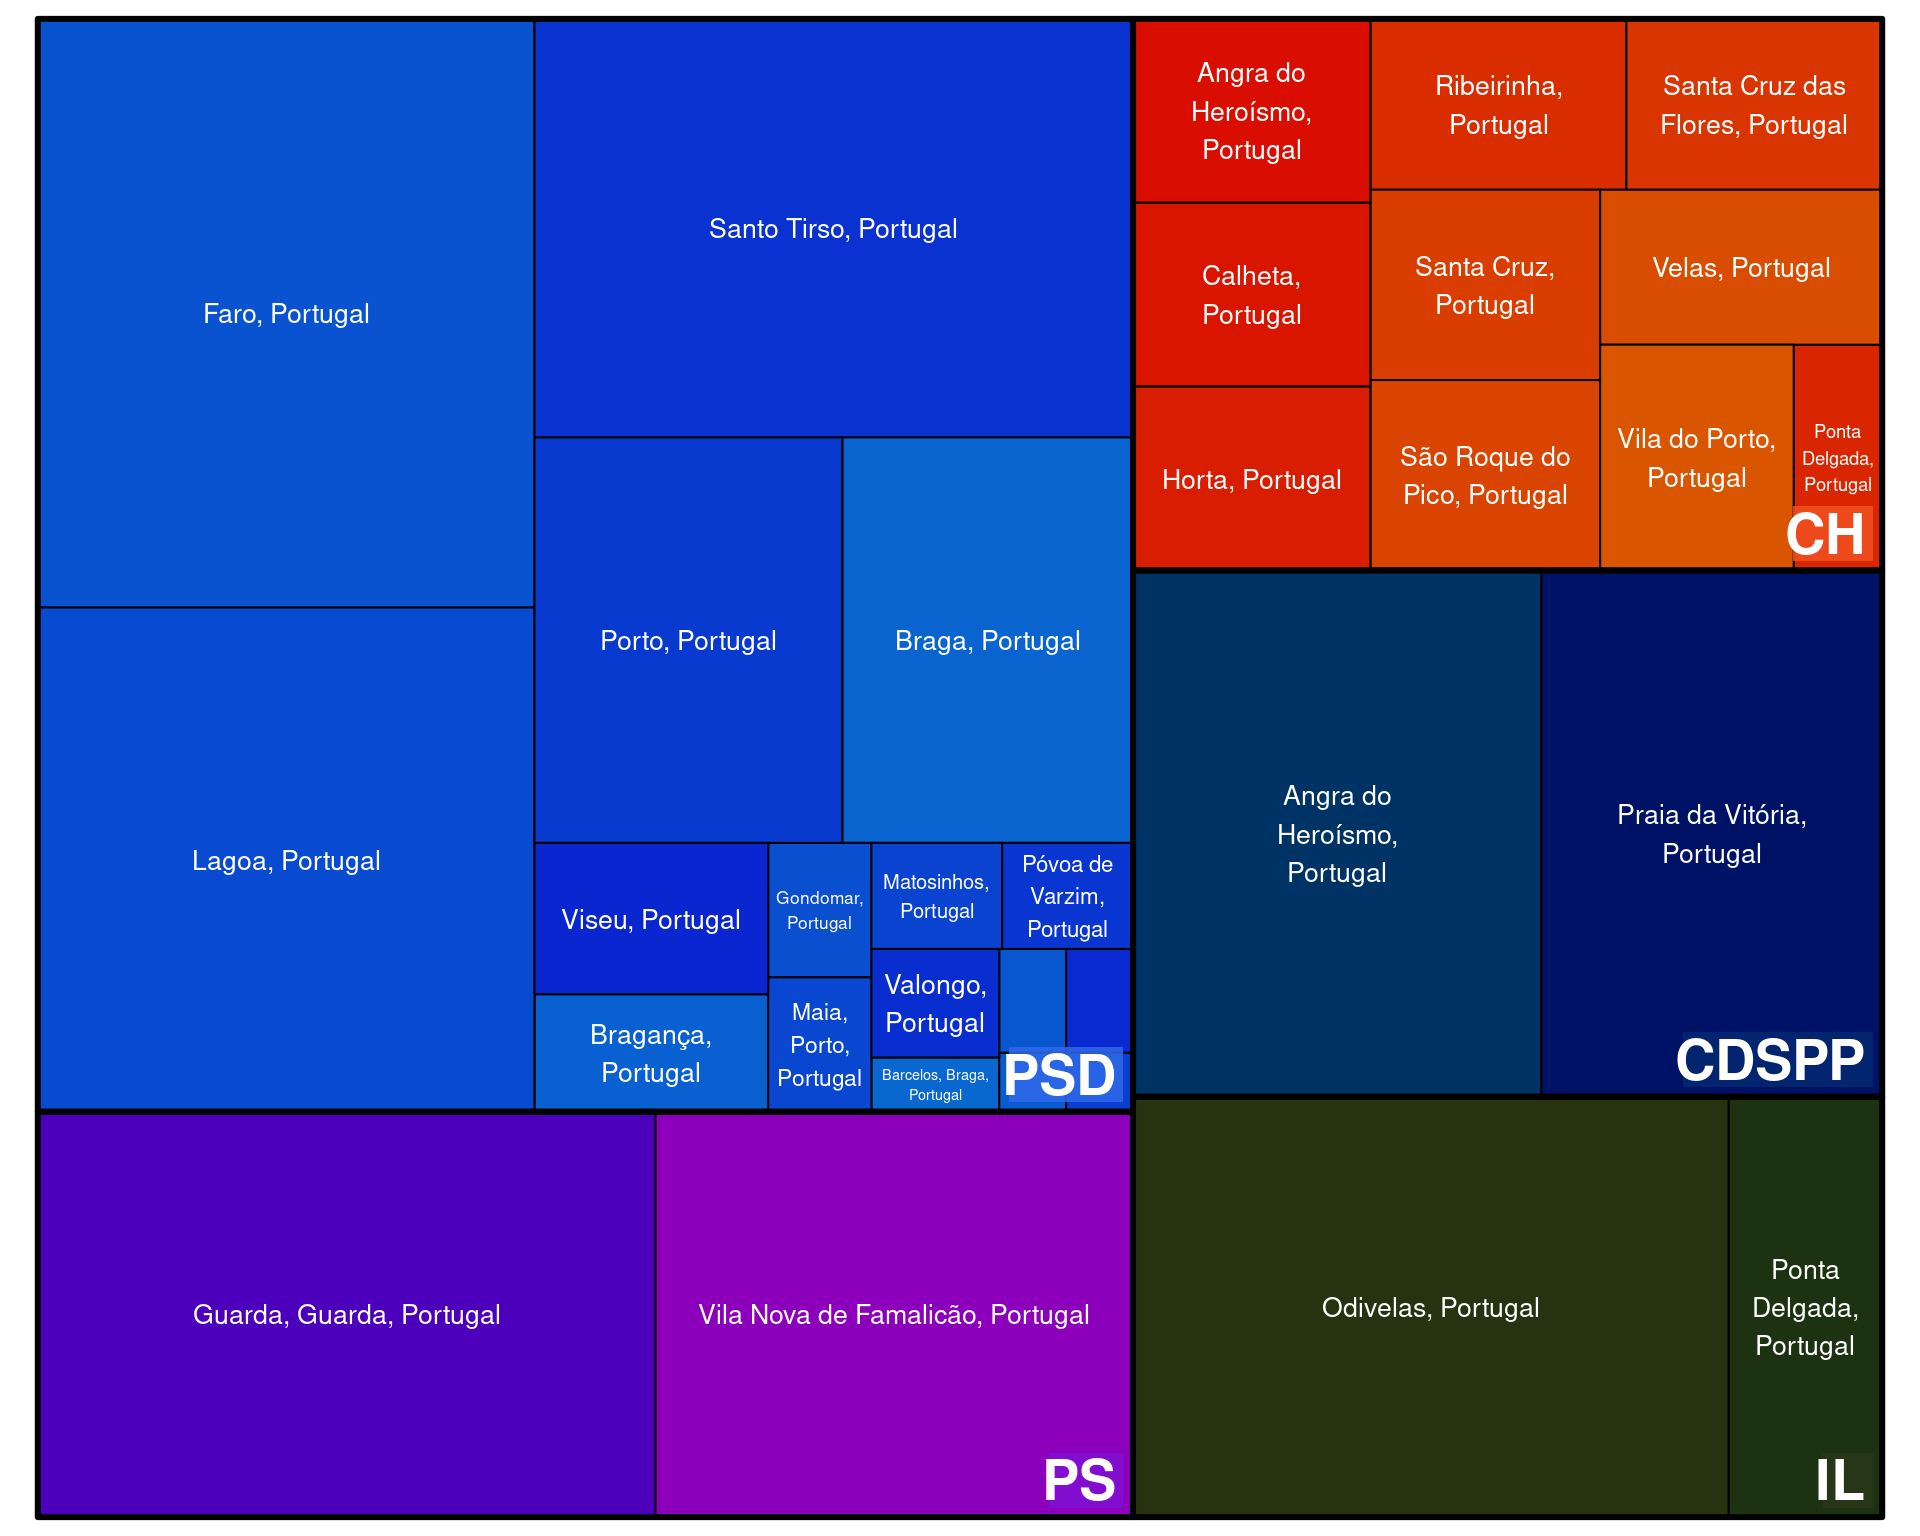 Faro, Portugal
Santo Tirso, Portugal
Lagoa, Portugal
Porto, Portugal
Braga, Portugal
Viseu, Portugal
Bragança,
Portugal
Gondomar,
Portugal
Maia,
Porto,
Portugal
Matosinhos,
Portugal
Póvoa de
Varzim,
Portugal
Valongo,
Portugal
Barcelos, Braga,
Portugal
PSD
Guarda, Guarda, Portugal
Vila Nova de Famalicão, Portugal
PS
Angra do
Heroísmo,
Portugal
Calheta,
Portugal
Horta, Portugal
Ribeirinha,
Portugal
Santa Cruz das
Flores, Portugal
Santa Cruz,
Portugal
Velas, Portugal
São Roque do
Pico, Portugal
Vila do Porto,
Portugal
Ponta
Delgada,
Portugal
CH
Angra do
Heroísmo,
Portugal
Praia da Vitória,
Portugal
CDSPP
Odivelas, Portugal
Ponta
Delgada,
Portugal
IL